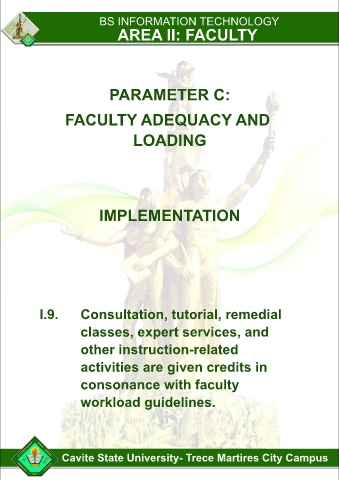 BS INFORMATION TECHNOLOGY
AREA II: FACULTY
PARAMETER C:
FACULTY ADEQUACY AND
LOADING
IMPLEMENTATION
I.9. Consultation, tutorial, remedial
classes, expert services, and
other instruction-related
activities are given credits in
consonance with faculty
workload guidelines.
Cavite State University- Trece Martires City Campus